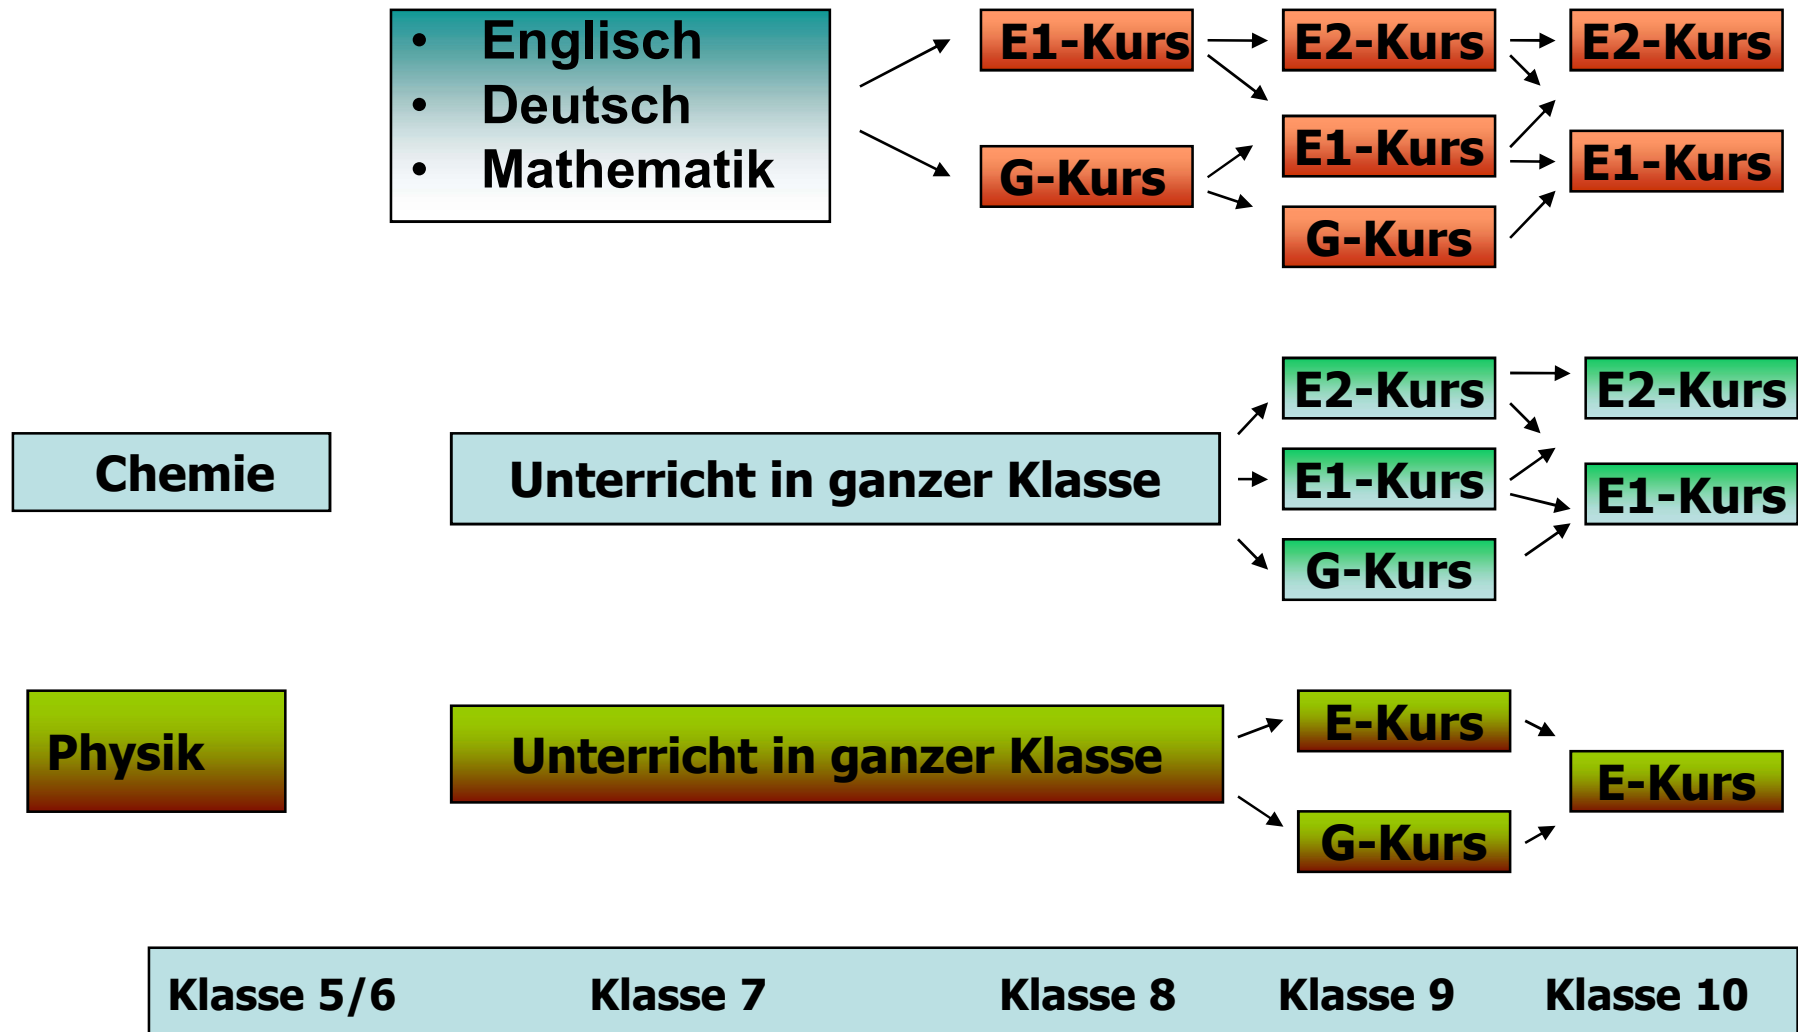 • Englisch
• Deutsch
• Mathematik
E1-Kurs
G-Kurs
E2-Kurs
E1-Kurs
G-Kurs
E2-Kurs
E1-Kurs
Chemie
Unterricht in ganzer Klasse
E2-Kurs
E1-Kurs
G-Kurs
E2-Kurs
E1-Kurs
Physik
Unterricht in ganzer Klasse
E-Kurs
G-Kurs
E-Kurs
Klasse 5/6 Klasse 7 Klasse 8 Klasse 9 Klasse 10